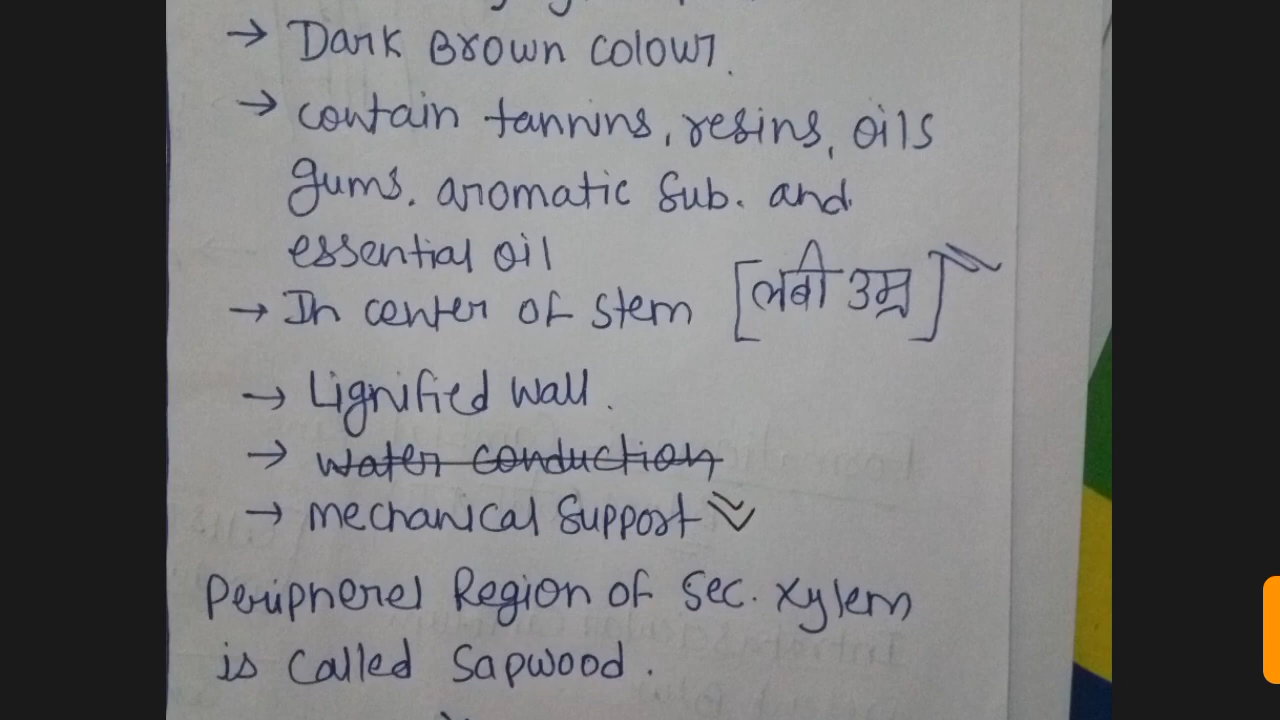 → Dark Brown colour.
→ contain tannins, resins, oils
gums, aromatic sub. and
essential oil
→ In center of stem [लबी उम्र]
→ Lignified wall.
→ water conduction
→ mechanical support
Peripherel Region of sec. xylem
is called sapwood.